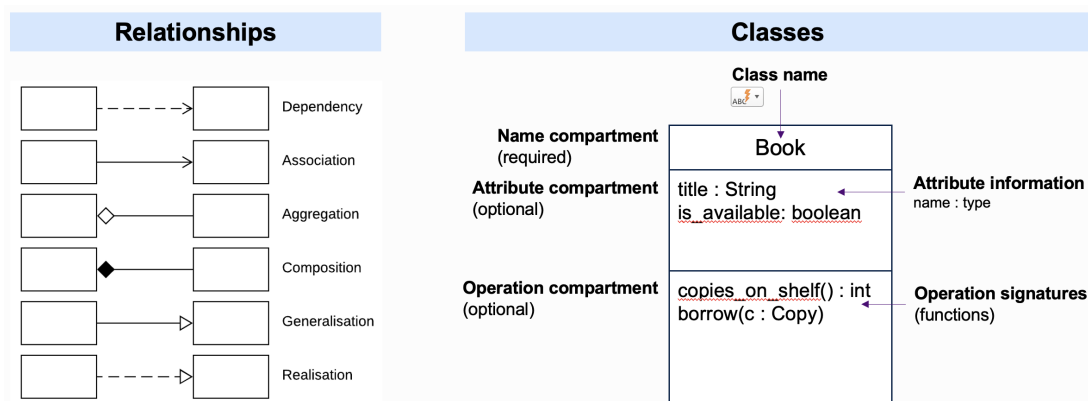 Relationships
Dependency
Association
Aggregation
Composition
Generalisation
Realisation
Classes
Class name
ABC
Name compartment
(required)
Book
Attribute compartment
(optional)
title : String
is_available: boolean
Attribute information
name : type
Operation compartment
(optional)
copies_on_shelf() : int
borrow(c : Copy)
Operation signatures
(functions)